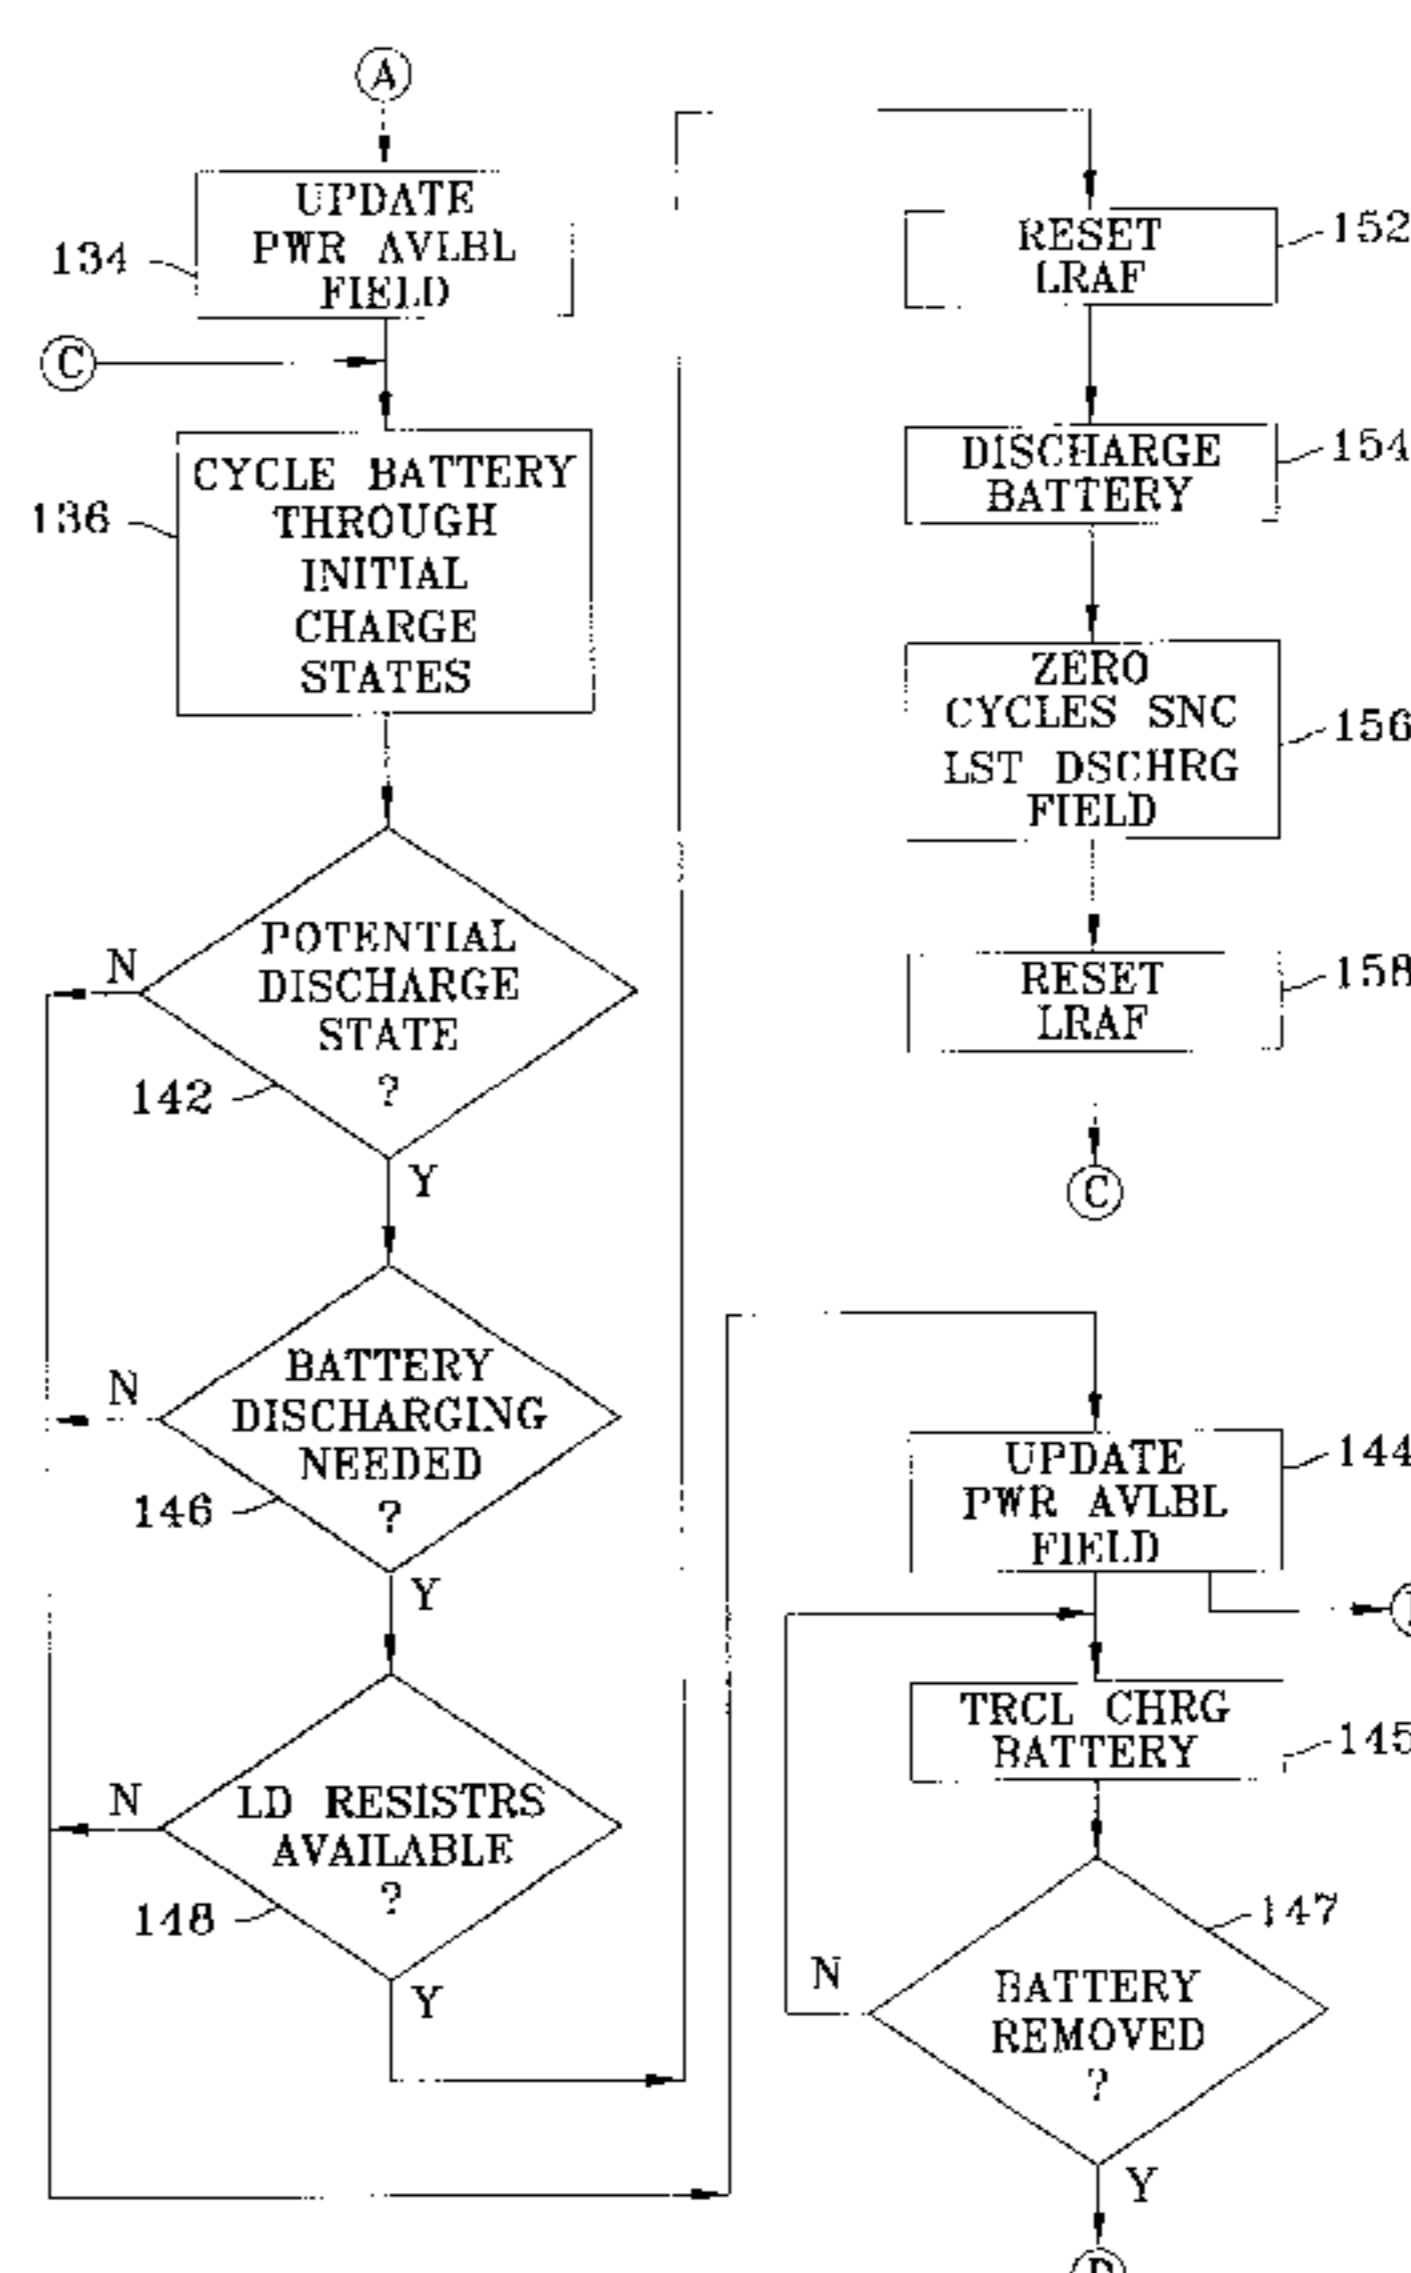 A
UPDATE
PWR AVLBL
FIELD
134
C
CYCLE BATTERY
THROUGH
INITIAL
CHARGE
STATES
136
POTENTIAL
DISCHARGE
STATE
?
N
142
Y
BATTERY
DISCHARGING
NEEDED
?
N
146
Y
LD RESISTRS
AVAILABLE
?
N
148
Y
RESET
LRAF
152
DISCHARGE
BATTERY
154
ZERO
CYCLES SNC
LST DSCHRG
FIELD
156
RESET
LRAF
158
C
UPDATE
PWR AVLBL
FIELD
144
TRCL CHRG
BATTERY
145
147
N
BATTERY
REMOVED
?
Y